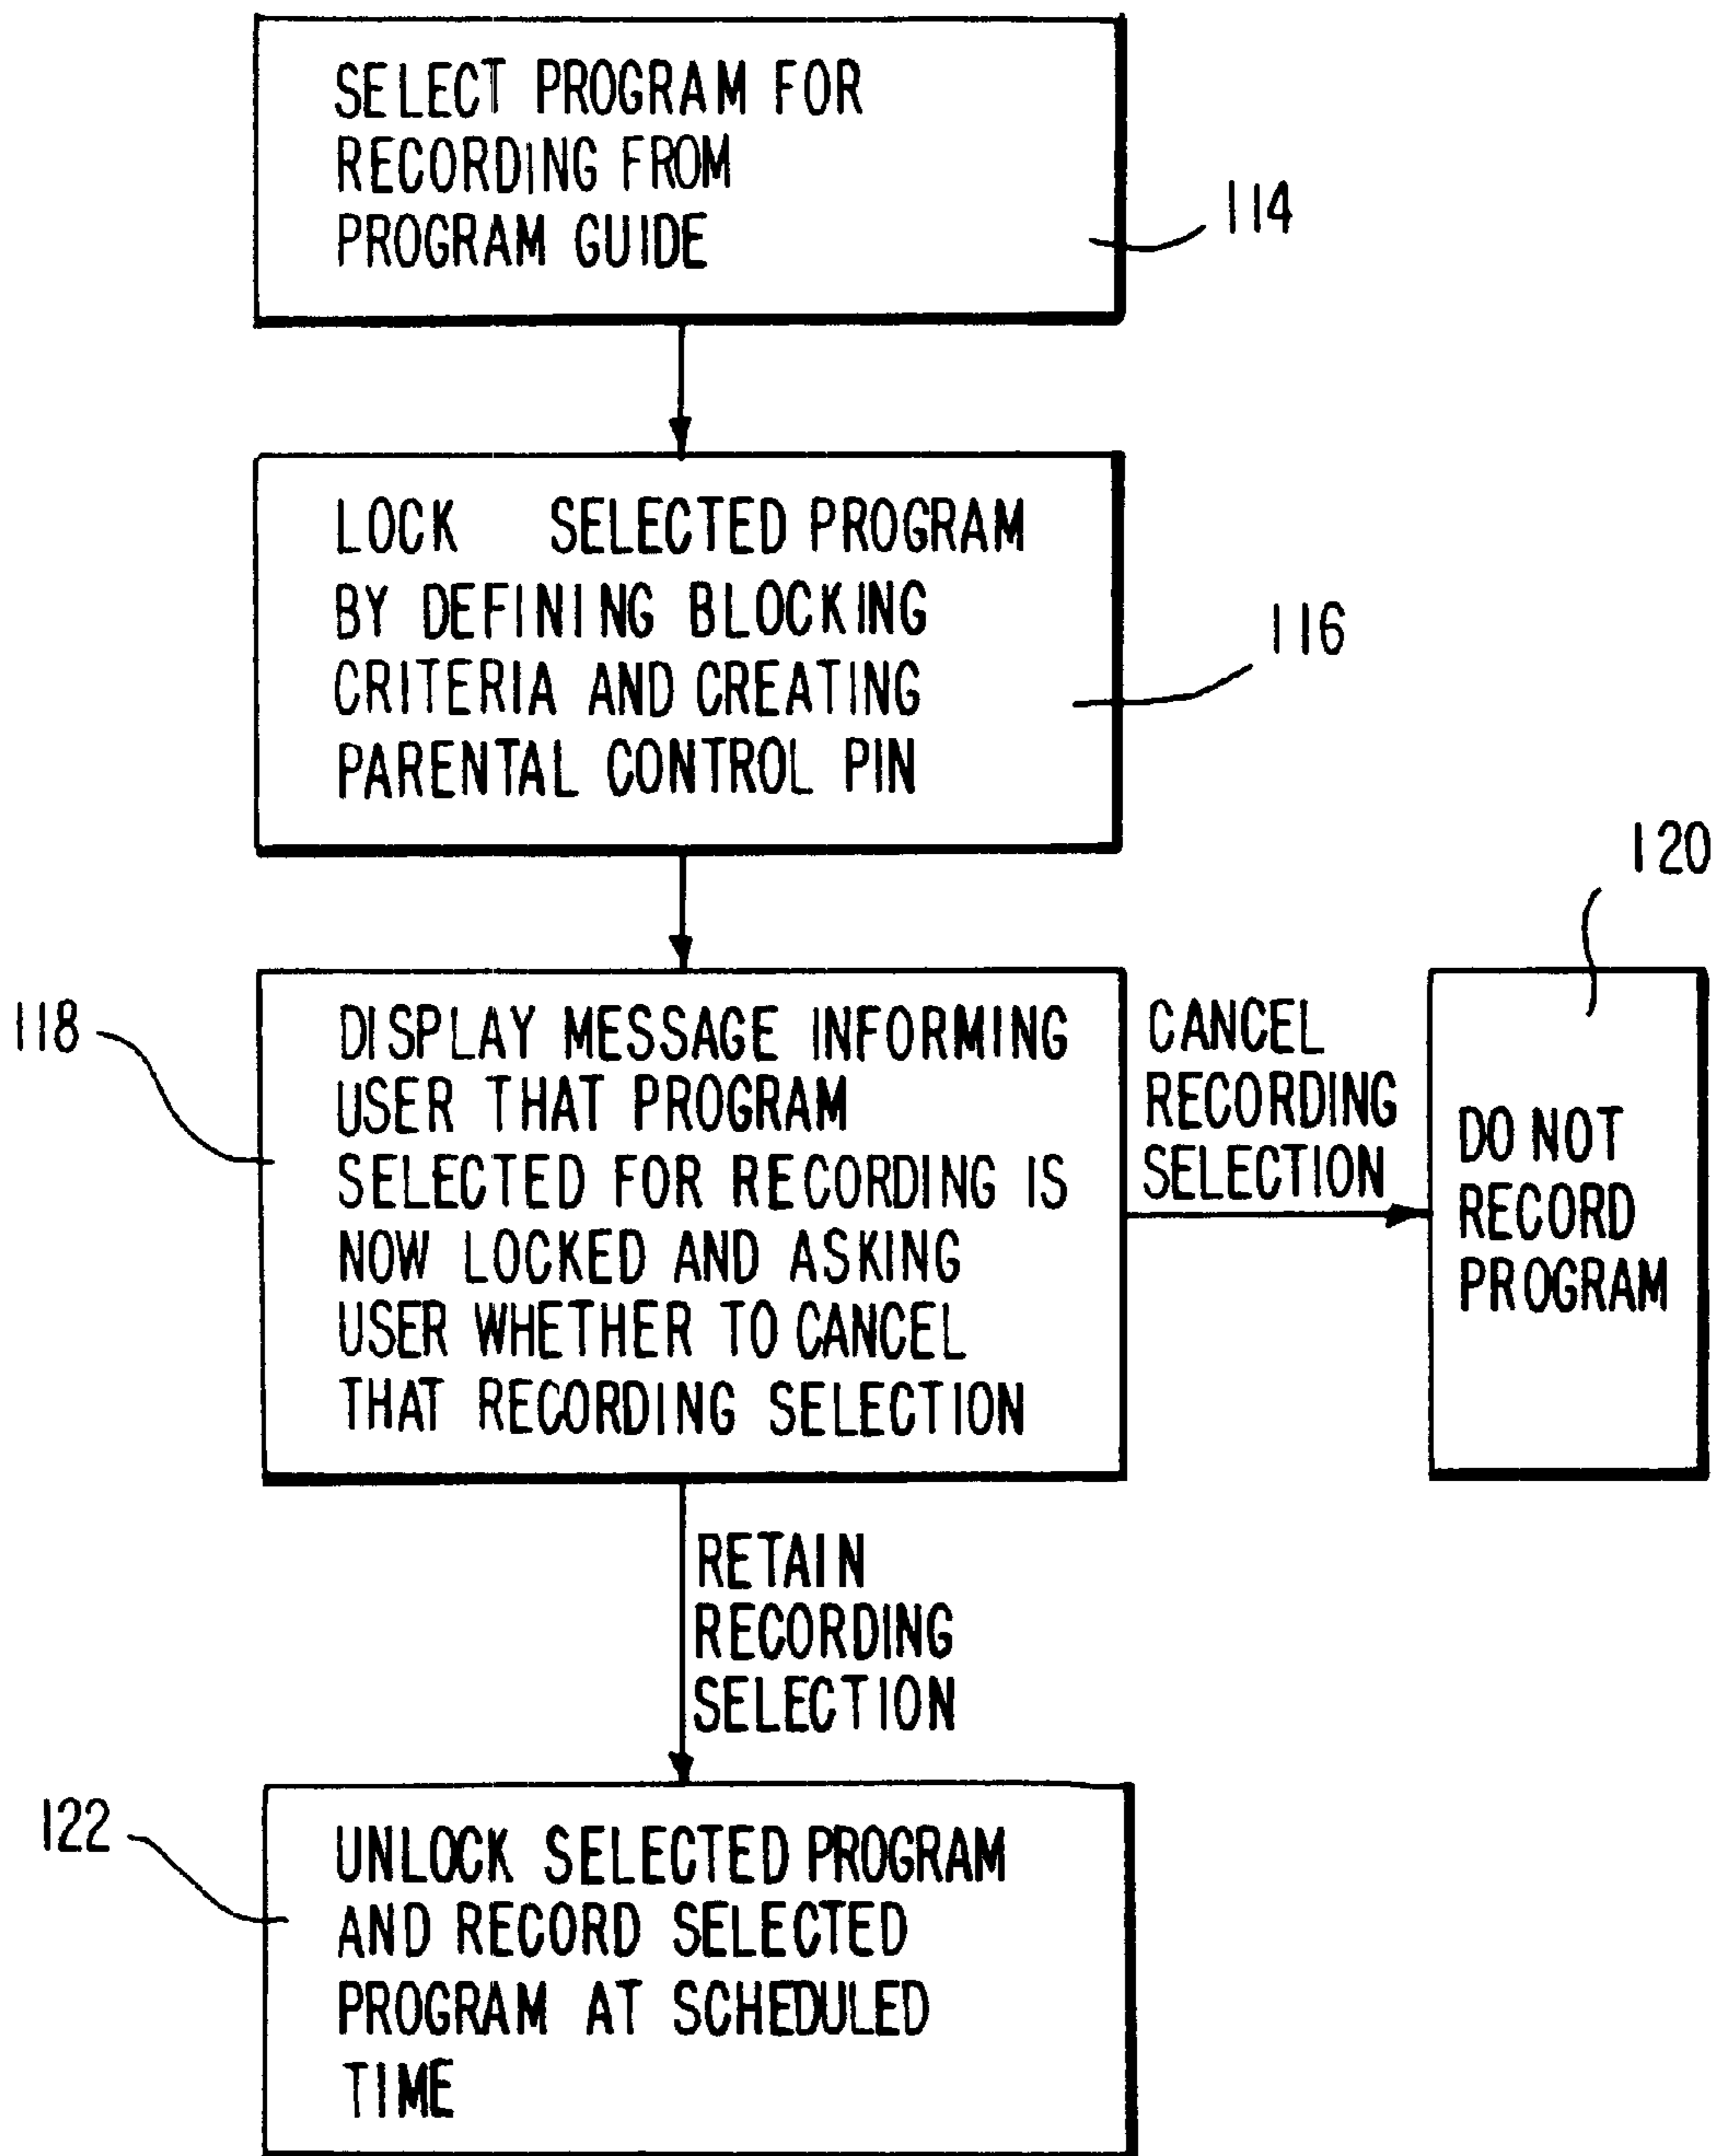 SELECT PROGRAM FOR
RECORDING FROM
PROGRAM GUIDE
114
LOCK SELECTED PROGRAM
BY DEFINING BLOCKING
CRITERIA AND CREATING
PARENTAL CONTROL PIN
116
118
DISPLAY MESSAGE INFORMING
USER THAT PROGRAM
SELECTED FOR RECORDING IS
NOW LOCKED AND ASKING
USER WHETHER TO CANCEL
THAT RECORDING SELECTION
CANCEL
RECORDING
SELECTION
120
DO NOT
RECORD
PROGRAM
RETAIN
RECORDING
SELECTION
122
UNLOCK SELECTED PROGRAM
AND RECORD SELECTED
PROGRAM AT SCHEDULED
TIME